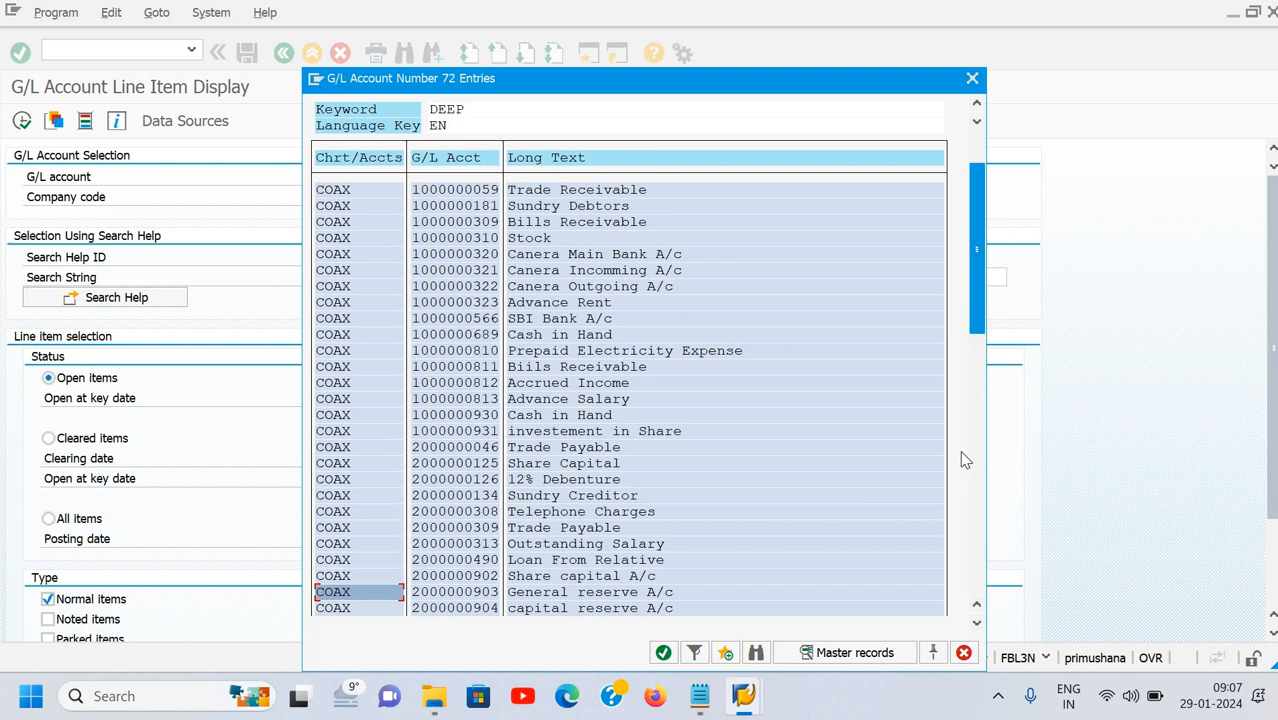 Program Edit Goto System Help
G/L Account Line Item Display
Data Sources
G/L Account Selection
G/L account
Company code
Selection Using Search Help
Search Help ID
Search String
Search Help
Line item selection
Status
Open items
Open at key date
Cleared items
Clearing date
Open at key date
All items
Posting date
Type
Normal items
Noted items
Parked items
G/L Account Number 72 Entries
Keyword DEEP
Language Key EN
Chrt/Accts G/L Acct Long Text
COAX 1000000059 Trade Receivable
COAX 1000000181 Sundry Debtors
COAX 1000000309 Bills Receivable
COAX 1000000310 Stock
COAX 1000000320 Canera Main Bank A/c
COAX 1000000321 Canera Incomming A/c
COAX 1000000322 Canera Outgoing A/c
COAX 1000000323 Advance Rent
COAX 1000000566 SBI Bank A/c
COAX 1000000689 Cash in Hand
COAX 1000000810 Prepaid Electricity Expense
COAX 1000000811 Biils Receivable
COAX 1000000812 Accrued Income
COAX 1000000813 Advance Salary
COAX 1000000930 Cash in Hand
COAX 1000000931 investement in Share
COAX 2000000046 Trade Payable
COAX 2000000125 Share Capital
COAX 2000000126 12% Debenture
COAX 2000000134 Sundry Creditor
COAX 2000000308 Telephone Charges
COAX 2000000309 Trade Payable
COAX 2000000313 Outstanding Salary
COAX 2000000490 Loan From Relative
COAX 2000000902 Share capital A/c
COAX 2000000903 General reserve A/c
COAX 2000000904 capital reserve A/c
Master records
FBL3N primushana OVR
Search
9°
ENG
IN
09:07
29-01-2024